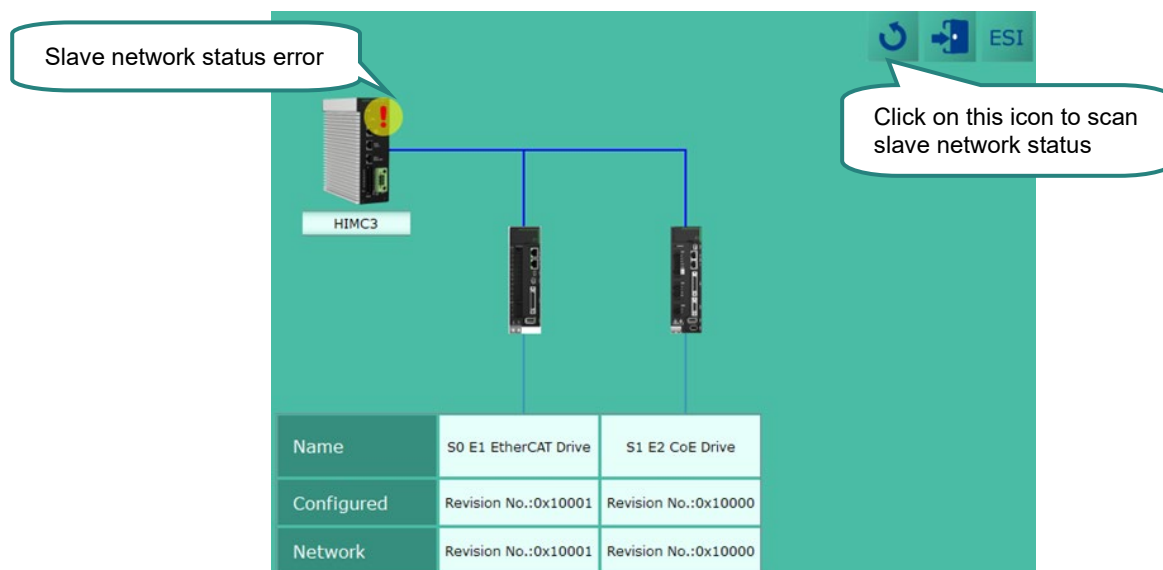 Slave network status error
ESI
Click on this icon to scan
slave network status
HIMC3
Name
S0 E1 EtherCAT Drive
S1 E2 CoE Drive
Configured
Revision No.:0x10001
Revision No.:0x10000
Network
Revision No.:0x10001
Revision No.:0x10000